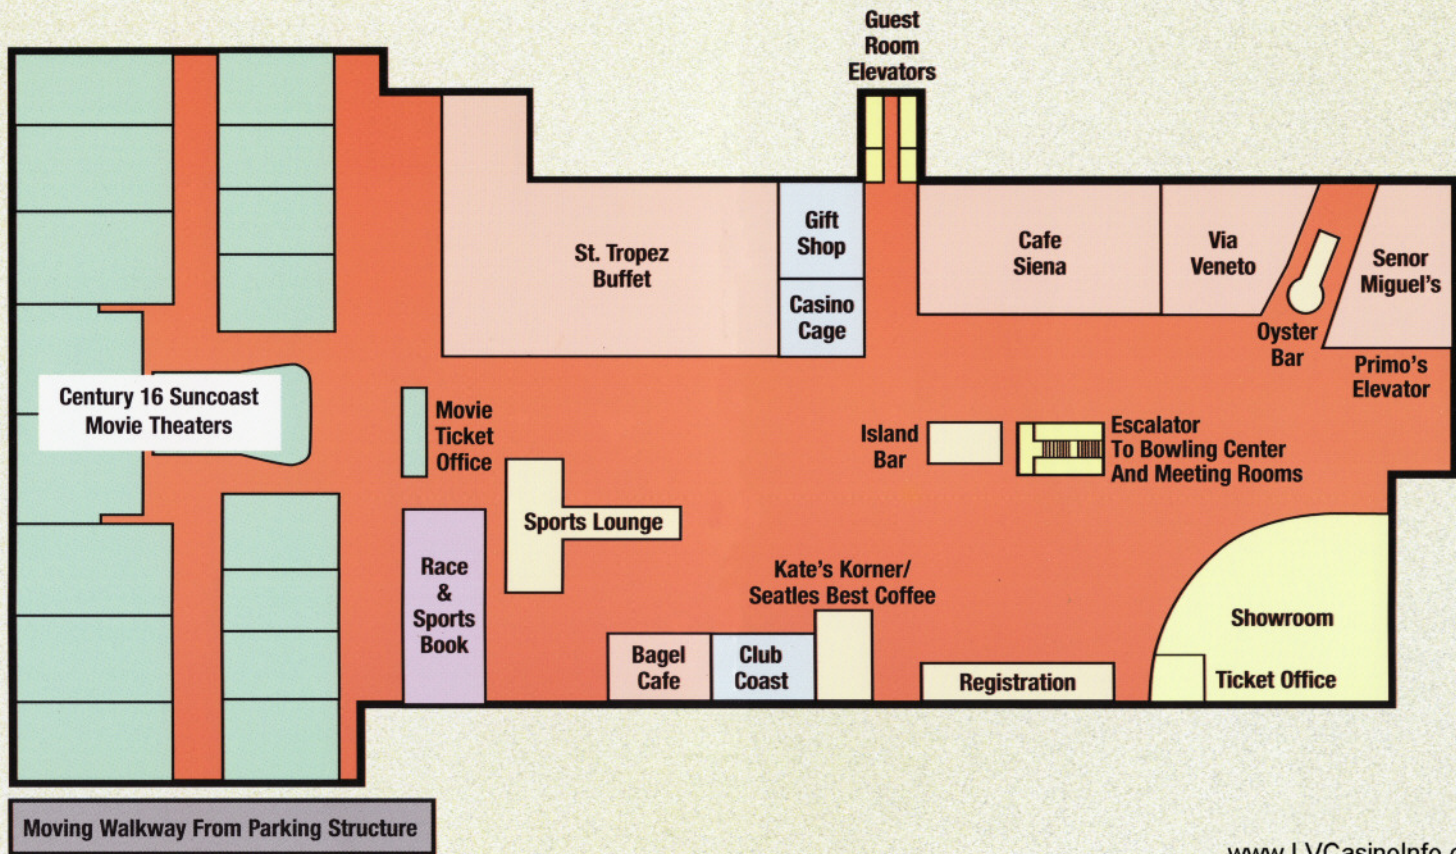 Guest
Room
Elevators
Gift
Shop
St. Tropez
Buffet
Casino
Cage
Cafe
Siena
Via
Veneto
Senor
Miguel's
Oyster
Bar
Primo's
Elevator
Century 16 Suncoast
Movie Theaters
Movie
Ticket
Office
Island
Bar
Escalator
To Bowling Center
And Meeting Rooms
Sports Lounge
Race
&
Sports
Book
Kate's Korner/
Seatles Best Coffee
Bagel
Cafe
Club
Coast
Registration
Showroom
Ticket Office
Moving Walkway From Parking Structure
www.LVCasinoInfo.c